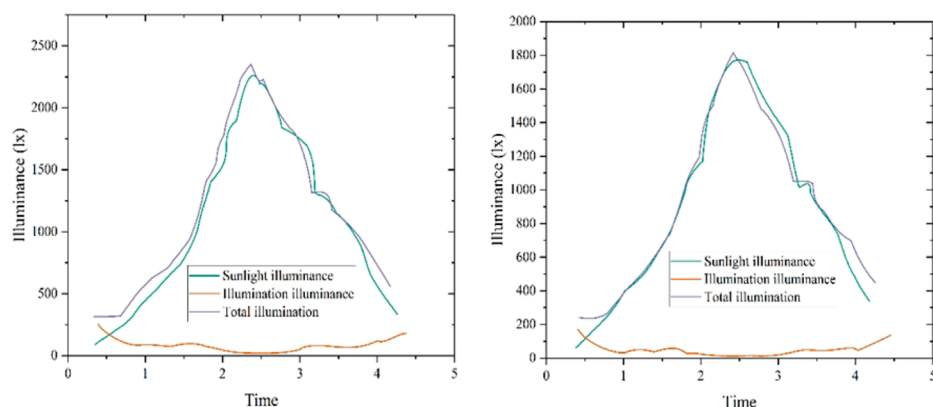 2500
2000
1500
1000
500
0
0 1 2 3 4 5
Illuminance (lx)
Time
Sunlight illuminance
Illumination illuminance
Total illumination
2000
1800
1600
1400
1200
1000
800
600
400
200
0
0 1 2 3 4 5
Illuminance (lx)
Time
Sunlight illuminance
Illumination illuminance
Total illumination